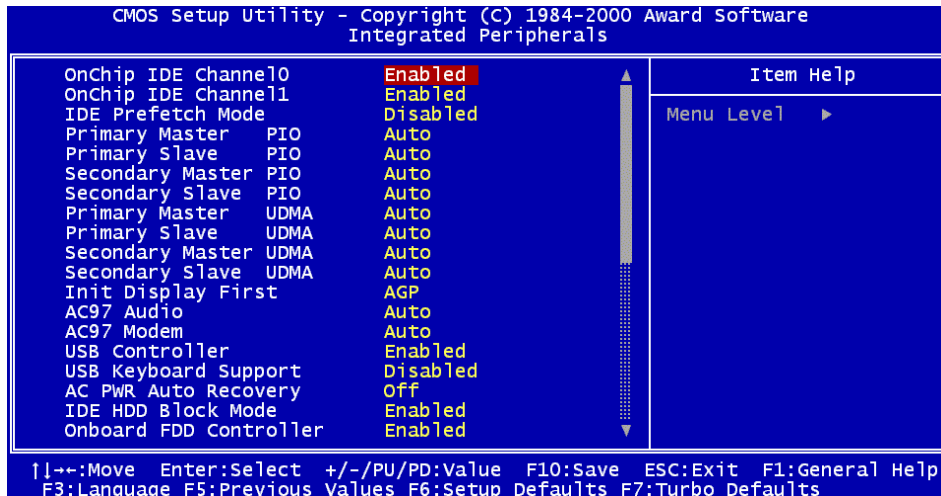 CMOS Setup Utility – Copyright (C) 1984–2000 Award Software
Integrated Peripherals
OnChip IDE Channel0 Enabled
OnChip IDE Channel1 Enabled
IDE Prefetch Mode Disabled
Primary Master PIO Auto
Primary Slave PIO Auto
Secondary Master PIO Auto
Secondary Slave PIO Auto
Primary Master UDMA Auto
Primary Slave UDMA Auto
Secondary Master UDMA Auto
Secondary Slave UDMA Auto
Init Display First AGP
AC97 Audio Auto
AC97 Modem Auto
USB Controller Enabled
USB Keyboard Support Disabled
AC PWR Auto Recovery Off
IDE HDD Block Mode Enabled
Onboard FDD Controller Enabled
Item Help
Menu Level ▶
↑↓→←:Move Enter:Select +/-/PU/PD:Value F10:Save ESC:Exit F1:General Help
F3:Language F5:Previous Values F6:Setup Defaults F7:Turbo Defaults